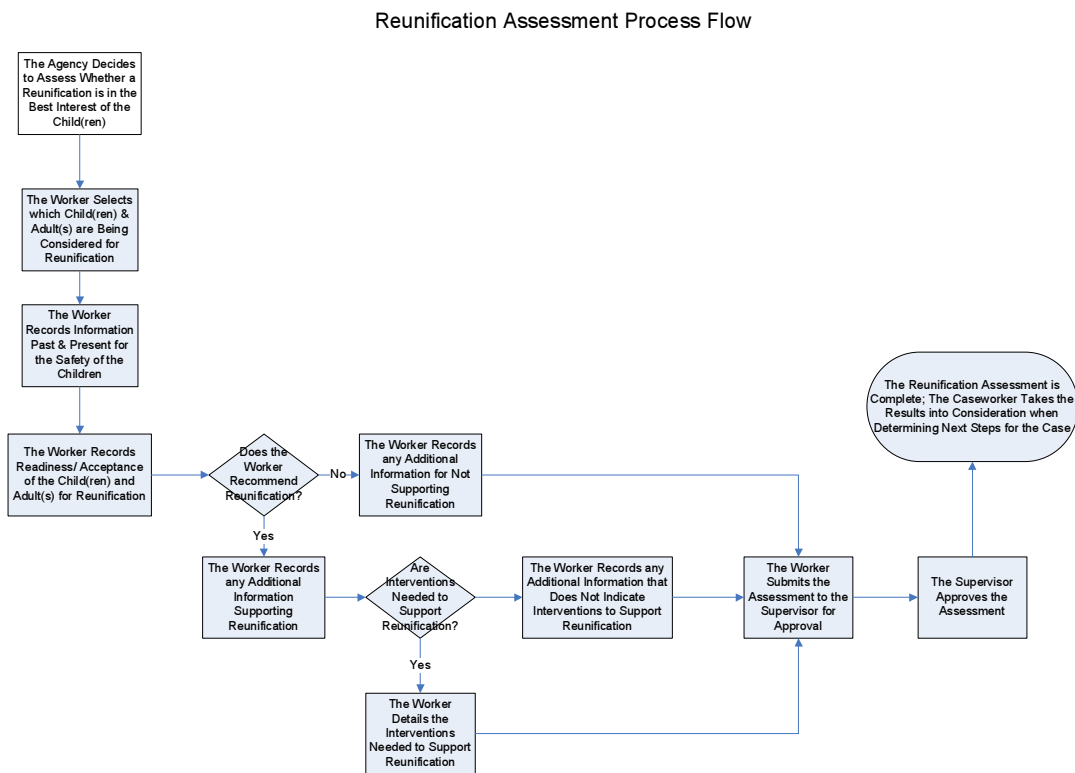 Reunification Assessment Process Flow
The Agency Decides
to Assess Whether a
Reunification is in the
Best Interest of the
Child(ren)
The Worker Selects
which Child(ren) &
Adult(s) are Being
Considered for
Reunification
The Worker
Records Information
Past & Present for
the Safety of the
Children
The Worker Records
Readiness/ Acceptance
of the Child(ren) and
Adult(s) for Reunification
Does the
Worker
Recommend
Reunification?
No
The Worker Records
any Additional
Information for Not
Supporting
Reunification
Yes
The Worker Records
any Additional
Information
Supporting
Reunification
Are
Interventions
Needed to
Support
Reunification?
The Worker Records any
Additional Information that
Does Not Indicate
Interventions to Support
Reunification
Yes
The Worker
Details the
Interventions
Needed to Support
Reunification
The Worker
Submits the
Assessment to the
Supervisor for
Approval
The Supervisor
Approves the
Assessment
The Reunification Assessment is
Complete; The Caseworker Takes the
Results into Consideration when
Determining Next Steps for the Case